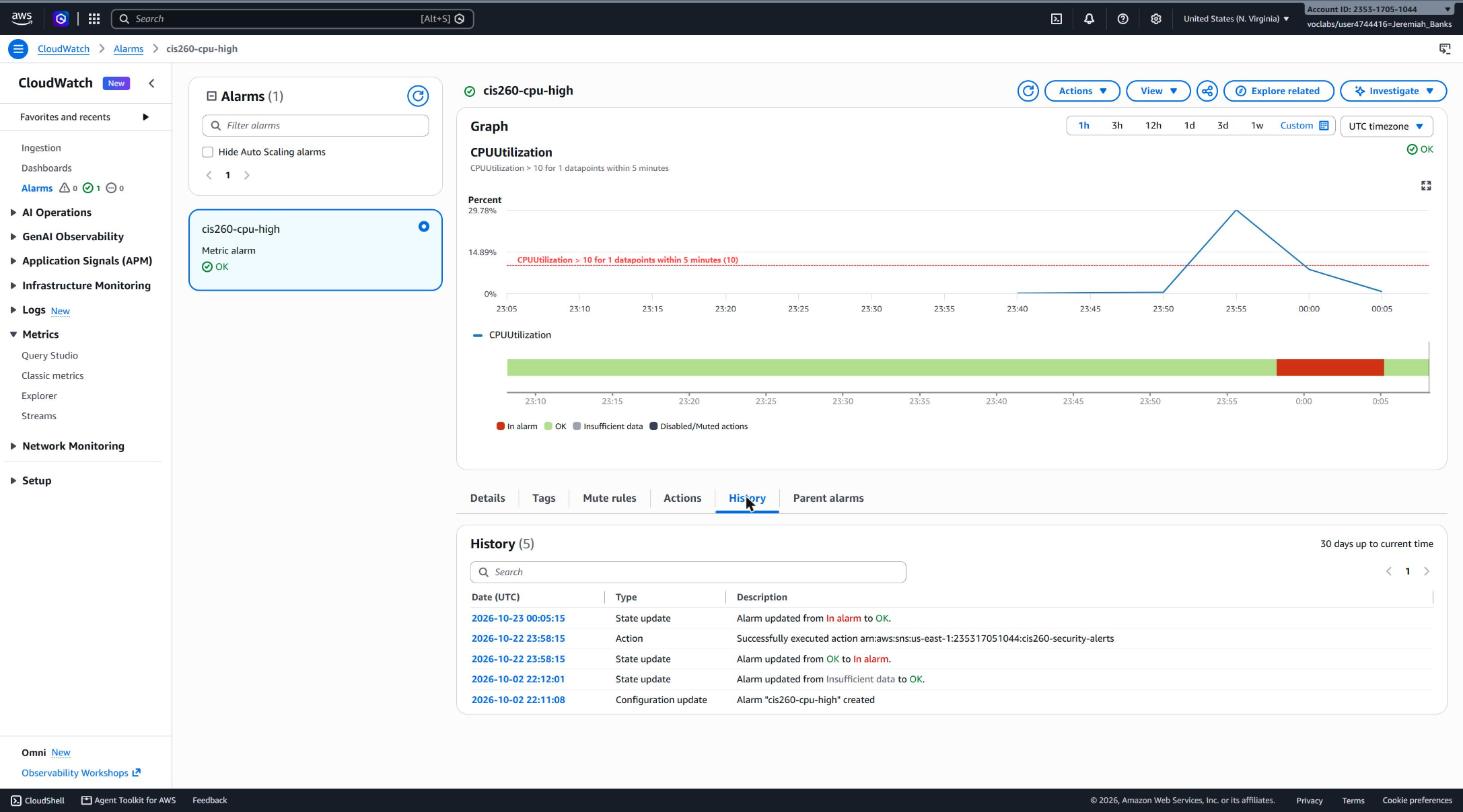 aws
Search
[Alt+S]
United States (N. Virginia)
Account ID: 2353-1705-1044
voclabs/user4744416=Jeremiah_Banks
CloudWatch
Alarms
cis260-cpu-high
CloudWatch New
Favorites and recents
Ingestion
Dashboards
Alarms 0 1 0
AI Operations
GenAI Observability
Application Signals (APM)
Infrastructure Monitoring
Logs New
Metrics
Query Studio
Classic metrics
Explorer
Streams
Network Monitoring
Setup
Omni New
Observability Workshops
Alarms (1)
Filter alarms
Hide Auto Scaling alarms
1
cis260-cpu-high
Metric alarm
OK
cis260-cpu-high
Actions
View
Explore related
Investigate
Graph
1h 3h 12h 1d 3d 1w Custom
UTC timezone
CPUUtilization
OK
CPUUtilization > 10 for 1 datapoints within 5 minutes
Percent
29.78%
14.89%
CPUUtilization > 10 for 1 datapoints within 5 minutes (10)
0%
23:05 23:10 23:15 23:20 23:25 23:30 23:35 23:40 23:45 23:50 23:55 00:00 00:05
CPUUtilization
23:10 23:15 23:20 23:25 23:30 23:35 23:40 23:45 23:50 23:55 0:00 0:05
In alarm OK Insufficient data Disabled/Muted actions
Details Tags Mute rules Actions History Parent alarms
History (5)
30 days up to current time
Search
1
Date (UTC) Type Description
2026-10-23 00:05:15 State update Alarm updated from In alarm to OK.
2026-10-22 23:58:15 Action Successfully executed action arn:aws:sns:us-east-1:235317051044:cis260-security-alerts
2026-10-22 23:58:15 State update Alarm updated from OK to In alarm.
2026-10-02 22:12:01 State update Alarm updated from Insufficient data to OK.
2026-10-02 22:11:08 Configuration update Alarm "cis260-cpu-high" created
CloudShell
Agent Toolkit for AWS
Feedback
© 2026, Amazon Web Services, Inc. or its affiliates.
Privacy
Terms
Cookie preferences